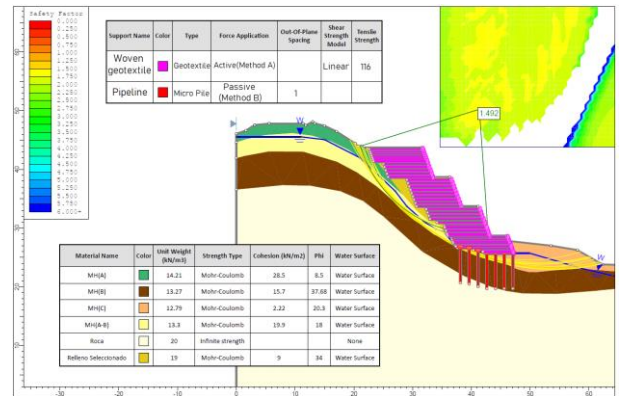 Safety Factor
0.000
0.250
0.500
0.750
1.000
1.250
1.500
1.750
2.000
2.250
2.500
2.750
3.000
3.250
3.500
3.750
4.000
4.250
4.500
4.750
5.000
5.250
5.500
5.750
6.000+
Support Name Color Type Force Application Out-Of-Plane Spacing Shear Strength Model Tensile Strength
Woven geotextile Geotextile Active(Method A) Linear 116
Pipeline Micro Pile Passive (Method B) 1
1.492
W
W
Material Name Color Unit Weight (kN/m3) Strength Type Cohesion (kN/m2) Phi Water Surface
MH[A] 14.21 Mohr-Coulomb 28.5 8.5 Water Surface
MH[B] 13.27 Mohr-Coulomb 15.7 37.68 Water Surface
MH[C] 12.79 Mohr-Coulomb 2.22 20.3 Water Surface
MH[A-B] 13.3 Mohr-Coulomb 19.9 18 Water Surface
Roca 20 Infinite strength None
Relleno Seleccionado 19 Mohr-Coulomb 9 34 Water Surface
60
50
40
30
20
10
-30 -20 -10 0 10 20 30 40 50 60